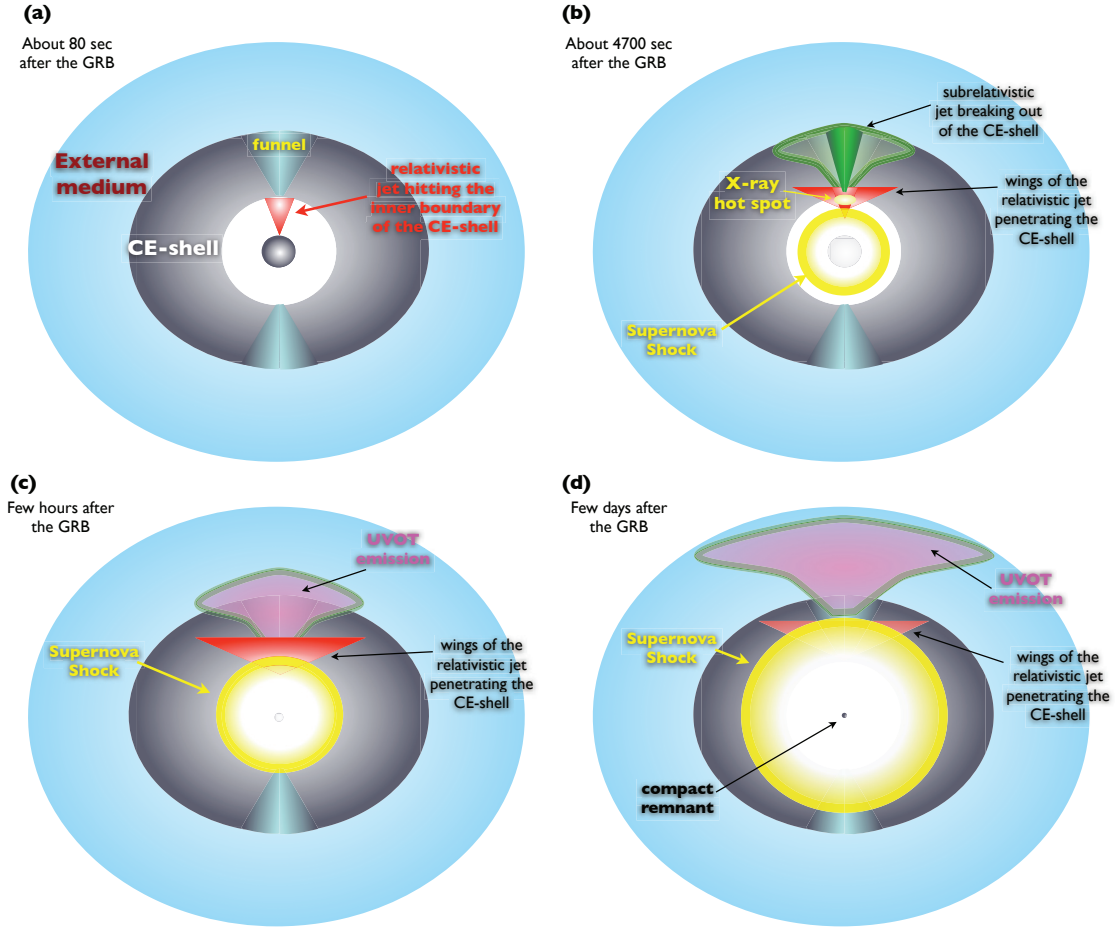 (a)
About 80 sec
after the GRB
External
medium
funnel
relativistic
jet hitting the
inner boundary
of the CE-shell
CE-shell
(b)
About 4700 sec
after the GRB
subrelativistic
jet breaking out
of the CE-shell
X-ray
hot spot
wings of the
relativistic jet
penetrating the
CE-shell
Supernova
Shock
(c)
Few hours after
the GRB
UVOT
emission
Supernova
Shock
wings of the
relativistic jet
penetrating the
CE-shell
(d)
Few days after
the GRB
UVOT
emission
Supernova
Shock
wings of the
relativistic jet
penetrating the
CE-shell
compact
remnant